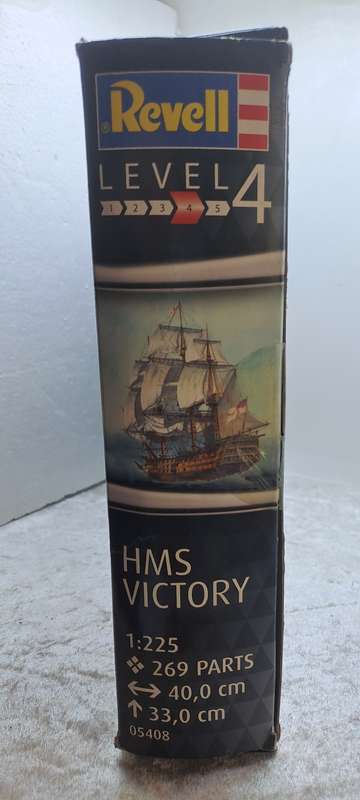 ®Revell
LEVEL 4
1 2 3 4 5
HMS
VICTORY
1:225
269 PARTS
40,0 cm
33,0 cm
05408